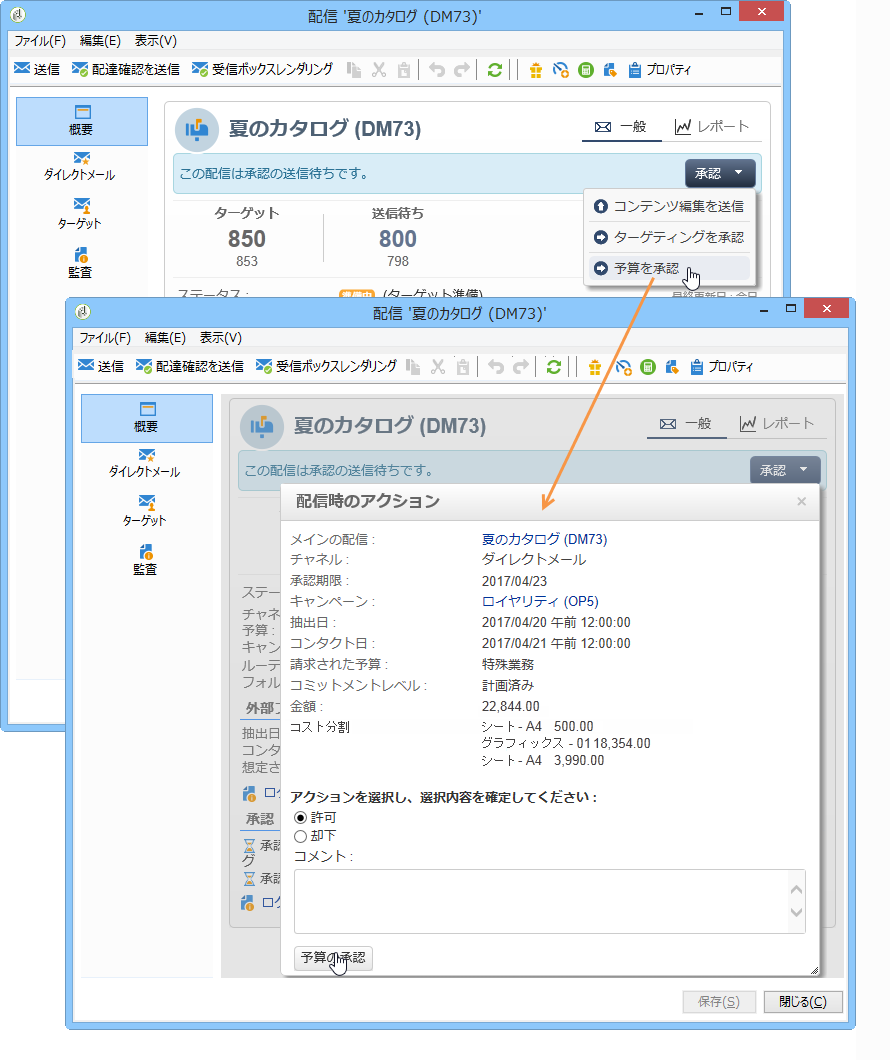 配信 '夏のカタログ (DM73)'
ファイル(F) 編集(E) 表示(V)
送信 配達確認を送信 受信ボックスレンダリング プロパティ
概要
ダイレクトメール
ターゲット
監査
夏のカタログ (DM73)
一般 レポート
この配信は承認の送信待ちです。
承認
ターゲット 送信待ち
850 800
853 798
コンテンツ編集を送信
ターゲティングを承認
予算を承認
ステータス : 準備中 (ターゲット準備) 最終更新日 : 今日
配信 '夏のカタログ (DM73)'
ファイル(F) 編集(E) 表示(V)
送信 配達確認を送信 受信ボックスレンダリング プロパティ
概要
ダイレクトメール
ターゲット
監査
夏のカタログ (DM73)
一般 レポート
この配信は承認の送信待ちです。
承認
ステー
チャネ
予算 :
キャン
ルーテ
フォル
外部フ
抽出日
コンタ
想定さ
ログ
承認
承認
グ
承認
ログ
配信時のアクション
メインの配信 : 夏のカタログ (DM73)
チャネル : ダイレクトメール
承認期限 : 2017/04/23
キャンペーン : ロイヤリティ (OP5)
抽出日 : 2017/04/20 午前 12:00:00
コンタクト日 : 2017/04/21 午前 12:00:00
請求された予算 : 特殊業務
コミットメントレベル : 計画済み
金額 : 22,844.00
コスト分割 シート - A4 500.00
グラフィックス - 01 18,354.00
シート - A4 3,990.00
アクションを選択し、選択内容を確定してください :
許可
却下
コメント :
予算の承認
保存(S) 閉じる(C)